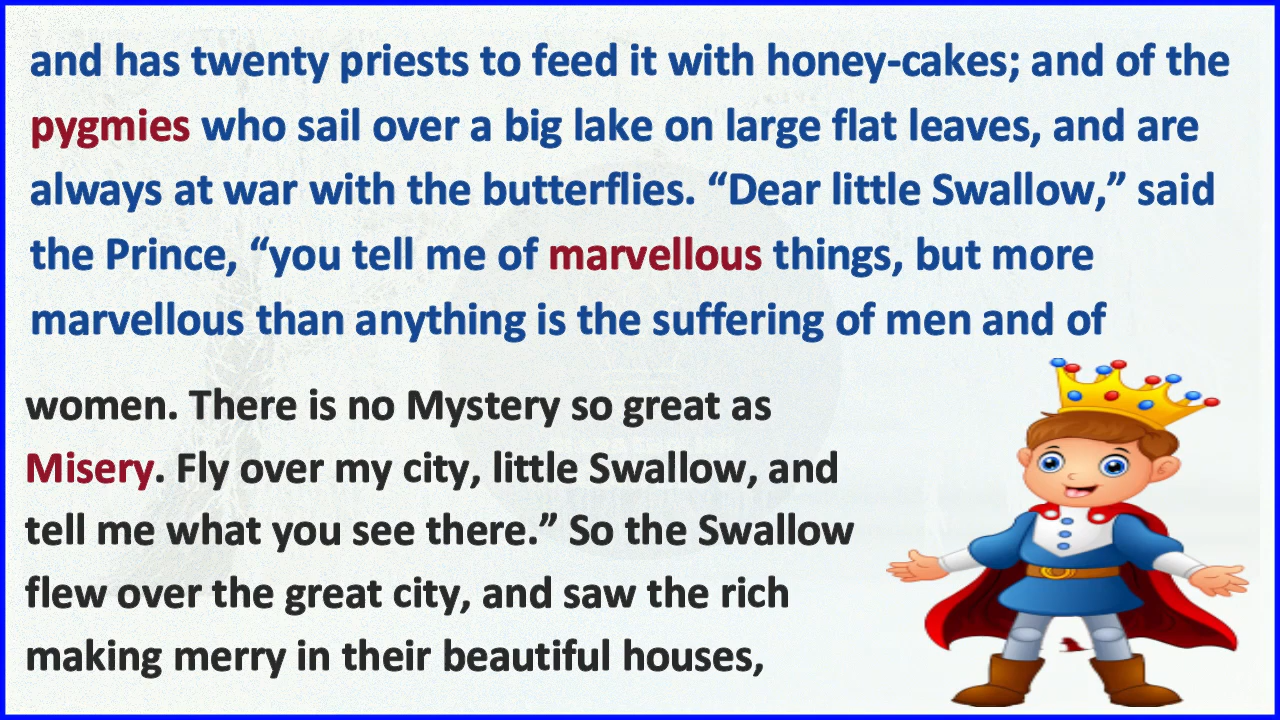 and has twenty priests to feed it with honey-cakes; and of the
pygmies who sail over a big lake on large flat leaves, and are
always at war with the butterflies. “Dear little Swallow,” said
the Prince, “you tell me of marvellous things, but more
marvellous than anything is the suffering of men and of
women. There is no Mystery so great as
Misery. Fly over my city, little Swallow, and
tell me what you see there.” So the Swallow
flew over the great city, and saw the rich
making merry in their beautiful houses,